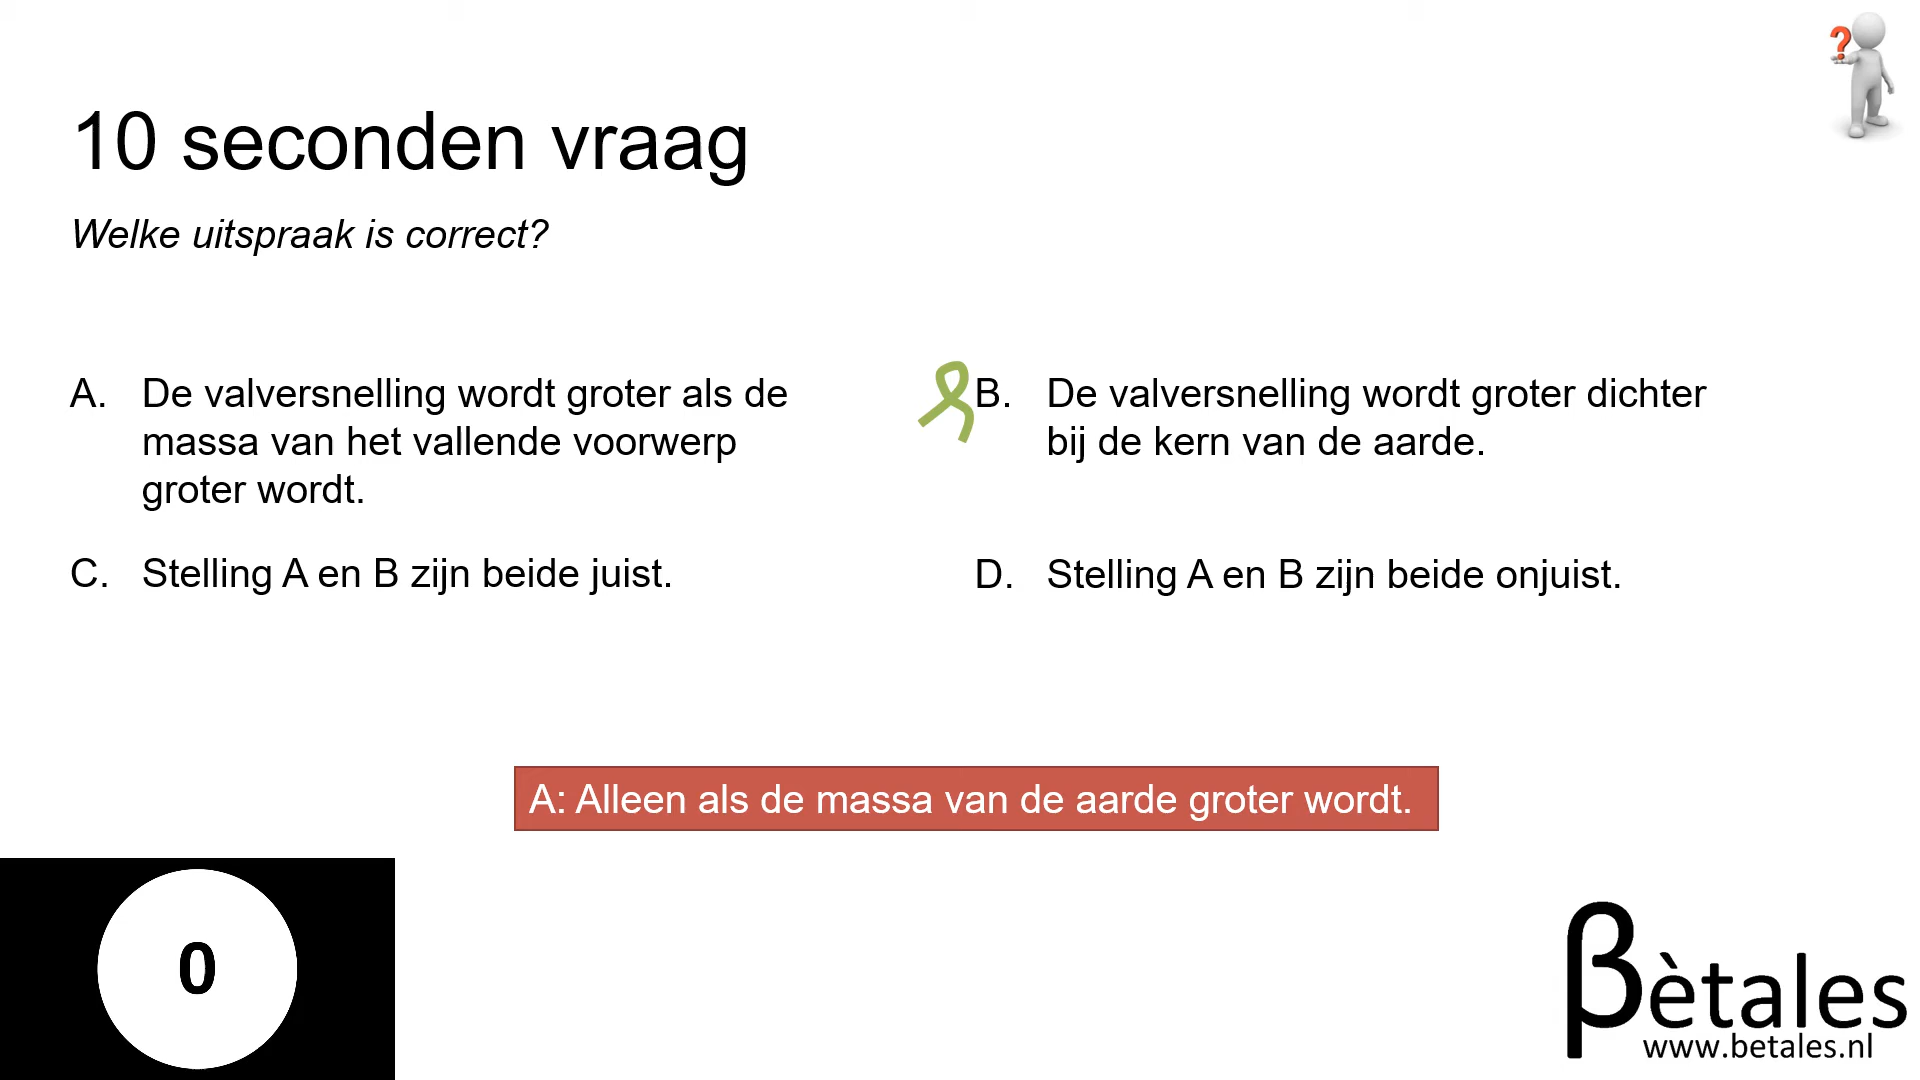 ?
10 seconden vraag
Welke uitspraak is correct?
A. De valversnelling wordt groter als de
massa van het vallende voorwerp
groter wordt.
B. De valversnelling wordt groter dichter
bij de kern van de aarde.
C. Stelling A en B zijn beide juist.
D. Stelling A en B zijn beide onjuist.
A: Alleen als de massa van de aarde groter wordt.
0
βètales
www.betales.nl